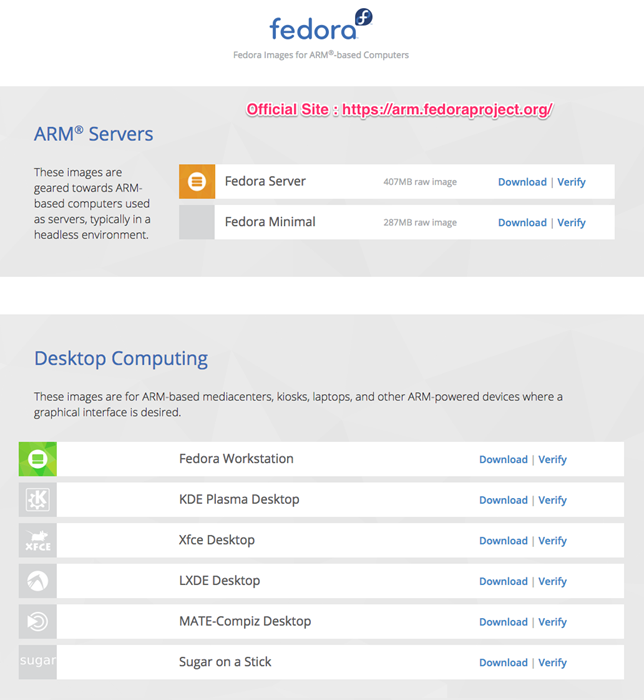 fedora
Fedora Images for ARM®-based Computers
Official Site : https://arm.fedoraproject.org/
ARM® Servers
These images are
geared towards ARM-
based computers used
as servers, typically in a
headless environment.
Fedora Server 407MB raw image Download | Verify
Fedora Minimal 287MB raw image Download | Verify
Desktop Computing
These images are for ARM-based mediacenters, kiosks, laptops, and other ARM-powered devices where a
graphical interface is desired.
Fedora Workstation Download | Verify
K KDE Plasma Desktop Download | Verify
XFCE Xfce Desktop Download | Verify
LXDE Desktop Download | Verify
MATE-Compiz Desktop Download | Verify
sugar Sugar on a Stick Download | Verify